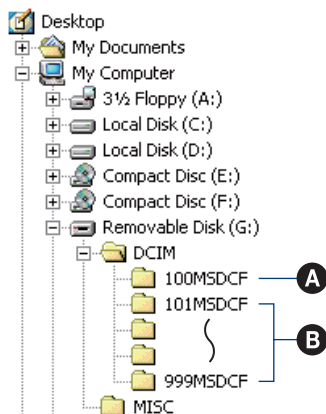 Desktop
My Documents
My Computer
3½ Floppy (A:)
Local Disk (C:)
Local Disk (D:)
Compact Disc (E:)
Compact Disc (F:)
Removable Disk (G:)
DCIM
100MSDCF
A
101MSDCF
B
999MSDCF
MISC